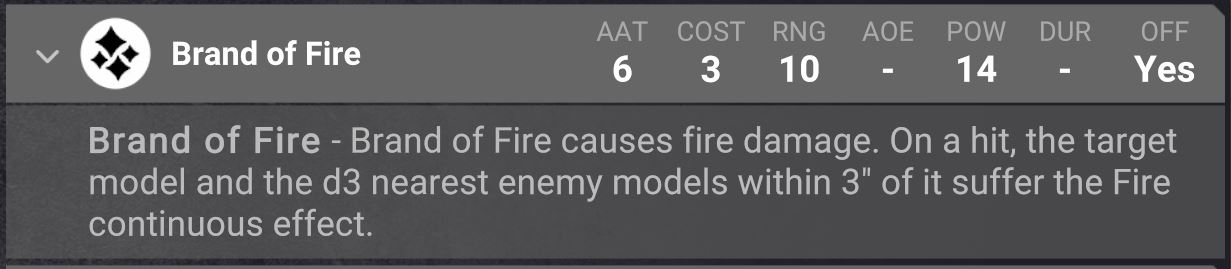 Brand of Fire AAT COST RNG AOE POW DUR OFF
6 3 10 - 14 - Yes
Brand of Fire - Brand of Fire causes fire damage. On a hit, the target
model and the d3 nearest enemy models within 3" of it suffer the Fire
continuous effect.